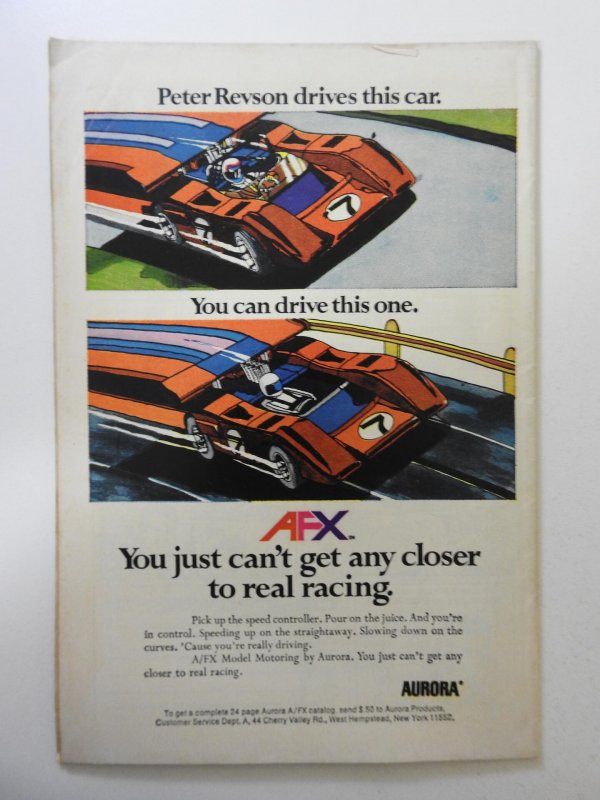 Peter Revson drives this car.
7
7
You can drive this one.
7
7
AFX™
You just can't get any closer
to real racing.
Pick up the speed controller. Pour on the juice. And you're
in control. Speeding up on the straightaway. Slowing down on the
curves. 'Cause you're really driving.
A/FX Model Motoring by Aurora. You just can't get any
closer to real racing.
AURORA®
To get a complete 24 page Aurora A/FX catalog, send $.50 to Aurora Products,
Customer Service Dept. A, 44 Cherry Valley Rd., West Hempstead, New York 11552.